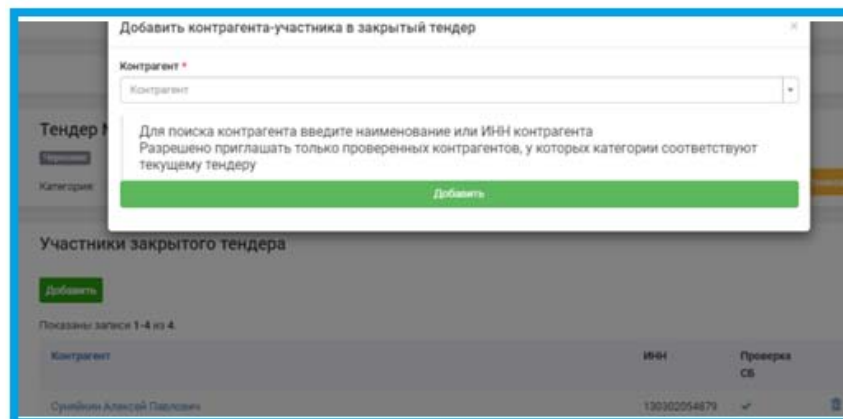 Добавить контрагента-участника в закрытый тендер
×
Контрагент *
Контрагент
Для поиска контрагента введите наименование или ИНН контрагента
Разрешено приглашать только проверенных контрагентов, у которых категории соответствуют
текущему тендеру
Добавить
Тендер №
Черновик
Категория:
Участники закрытого тендера
Добавить
Показаны записи 1-4 из 4.
Контрагент ИНН Проверка
СБ
Алексей Павлович 130302054879